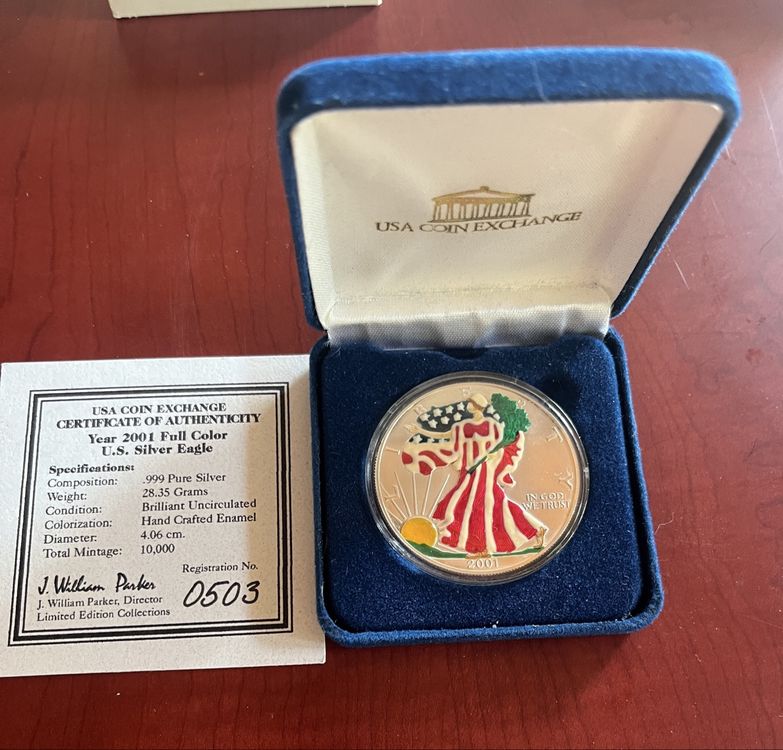 USA COIN EXCHANGE
USA COIN EXCHANGE
CERTIFICATE OF AUTHENTICITY
Year 2001 Full Color
U.S. Silver Eagle
Specifications:
Composition: .999 Pure Silver
Weight: 28.35 Grams
Condition: Brilliant Uncirculated
Colorization: Hand Crafted Enamel
Diameter: 4.06 cm.
Total Mintage: 10,000
Registration No.
J. William Parker
0503
J. William Parker, Director
Limited Edition Collections
LIBERTY
IN GOD
WE TRUST
2001